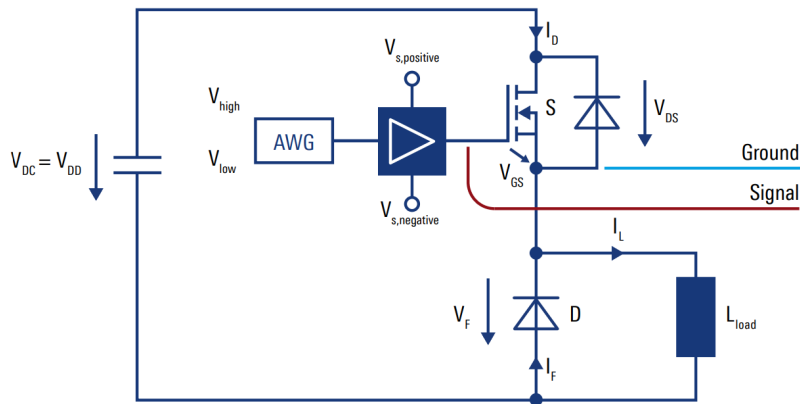 I_D
V_s,positive
V_high
S
AWG
V_DS
V_DC = V_DD
V_low
Ground
V_GS
Signal
V_s,negative
I_L
V_F
D
L_load
I_F